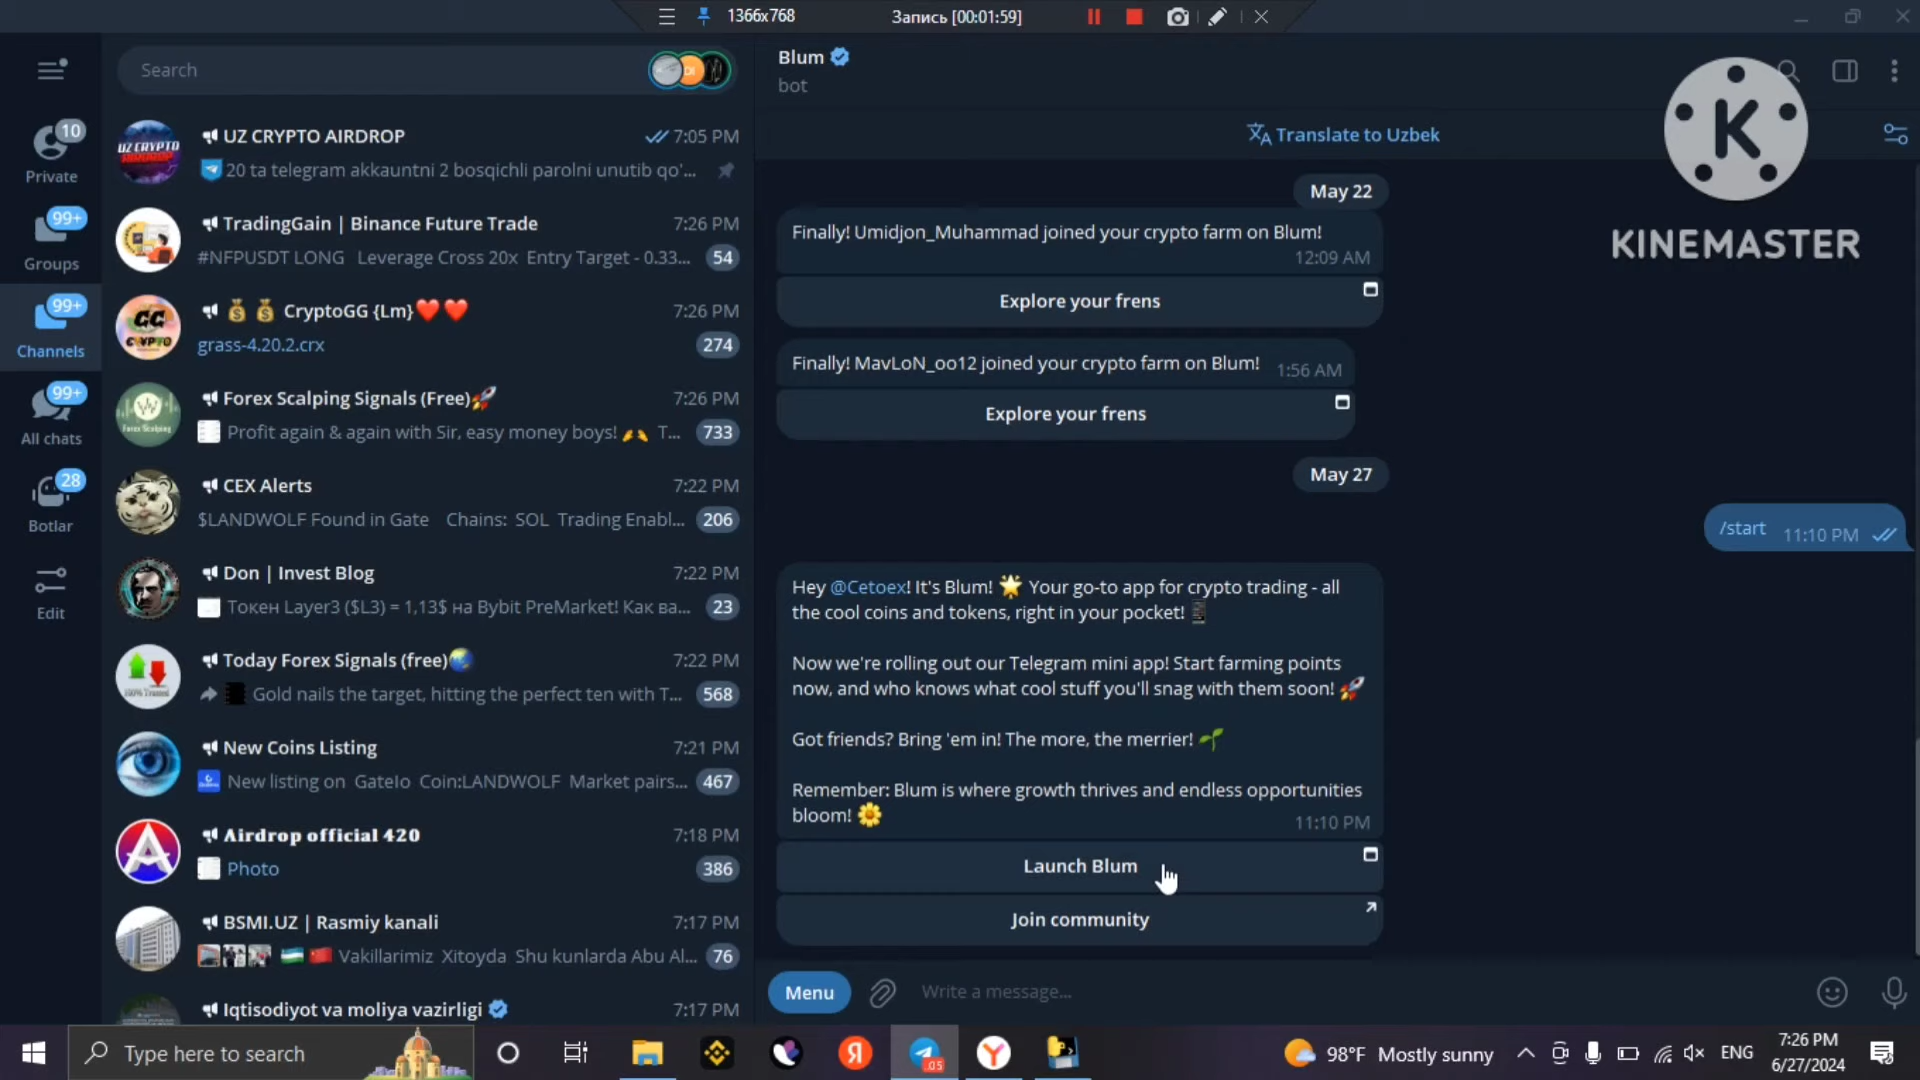 1366x768
Запись [00:01:59]
Search
Blum
bot
Translate to Uzbek
KINEMASTER
10
Private
99+
Groups
99+
Channels
99+
All chats
28
Botlar
Edit
UZ CRYPTO AIRDROP
UZ CRYPTO AIRDROP 7:05 PM
20 ta telegram akkauntni 2 bosqichli parolni unutib qo'...
TradingGain | Binance Future Trade 7:26 PM
#NFPUSDT LONG Leverage Cross 20x Entry Target - 0.33... 54
GG CRYPTO
CryptoGG {Lm} 7:26 PM
grass-4.20.2.crx 274
Forex Scalping
Forex Scalping Signals (Free) 7:26 PM
Profit again & again with Sir, easy money boys! T... 733
CEX Alerts 7:22 PM
$LANDWOLF Found in Gate Chains: SOL Trading Enabl... 206
Don | Invest Blog 7:22 PM
Токен Layer3 ($L3) = 1,13$ на Bybit PreMarket! Как ва... 23
100% Trusted
Today Forex Signals (free) 7:22 PM
Gold nails the target, hitting the perfect ten with T... 568
New Coins Listing 7:21 PM
New listing on GateIo Coin:LANDWOLF Market pairs... 467
Airdrop official 420 7:18 PM
Photo 386
BSMI.UZ | Rasmiy kanali 7:17 PM
Vakillarimiz Xitoyda Shu kunlarda Abu Al... 76
Iqtisodiyot va moliya vazirligi 7:17 PM
May 22
Finally! Umidjon_Muhammad joined your crypto farm on Blum!
12:09 AM
Explore your frens
Finally! MavLoN_oo12 joined your crypto farm on Blum! 1:56 AM
Explore your frens
May 27
/start 11:10 PM
Hey @Cetoex! It's Blum! Your go-to app for crypto trading - all
the cool coins and tokens, right in your pocket!
Now we're rolling out our Telegram mini app! Start farming points
now, and who knows what cool stuff you'll snag with them soon!
Got friends? Bring 'em in! The more, the merrier!
Remember: Blum is where growth thrives and endless opportunities
bloom!
11:10 PM
Launch Blum
Join community
Menu
Write a message...
Type here to search
Я
.05
Y
98°F Mostly sunny
ENG
7:26 PM
6/27/2024